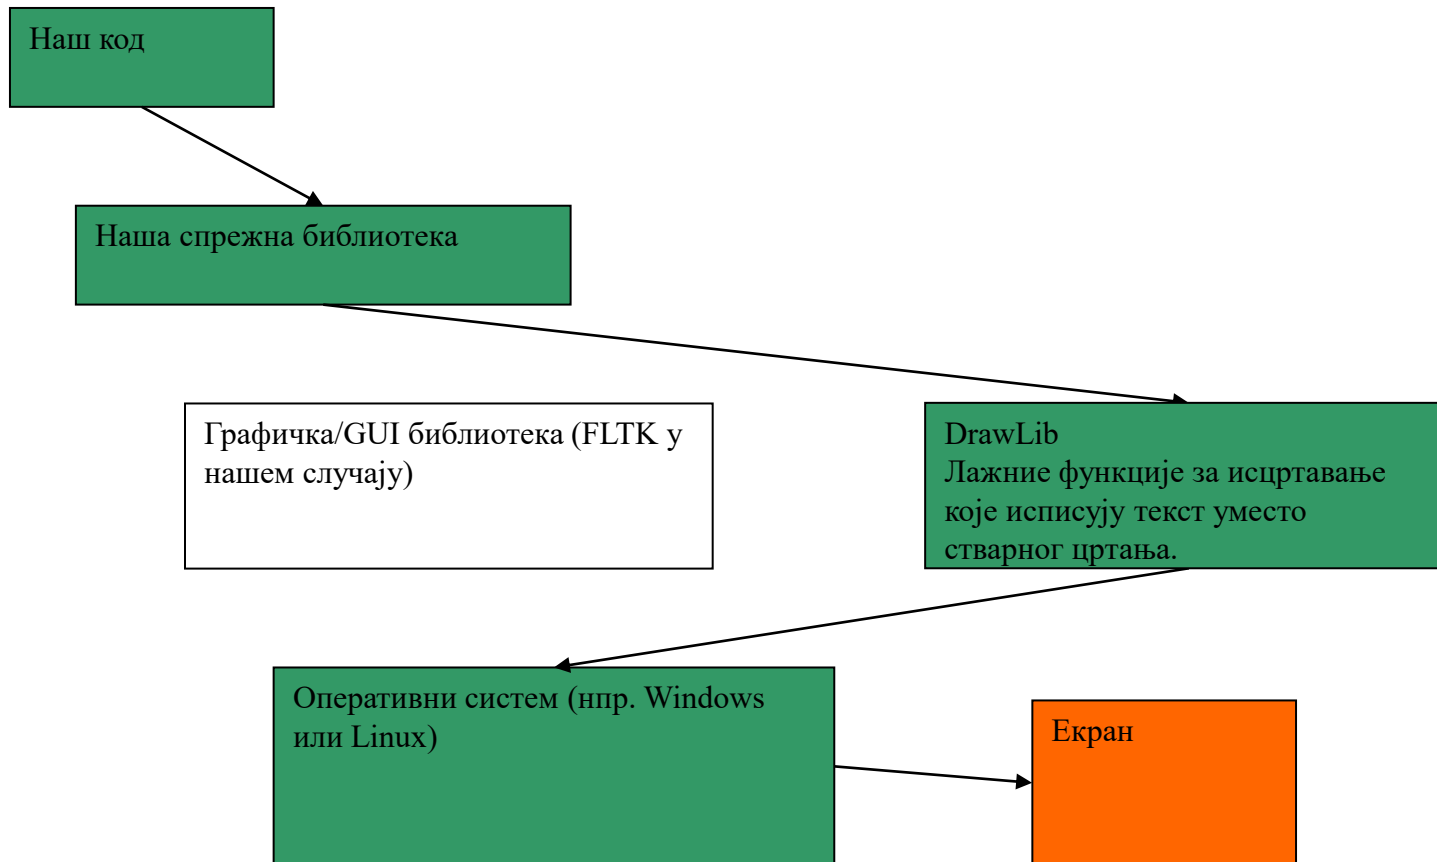 Наш код
Наша спрежна библиотека
Графичка/GUI библиотека (FLTK у
нашем случају)
DrawLib
Лажние функције за исцртавање
које исписују текст уместо
стварног цртања.
Оперативни систем (нпр. Windows
или Linux)
Екран